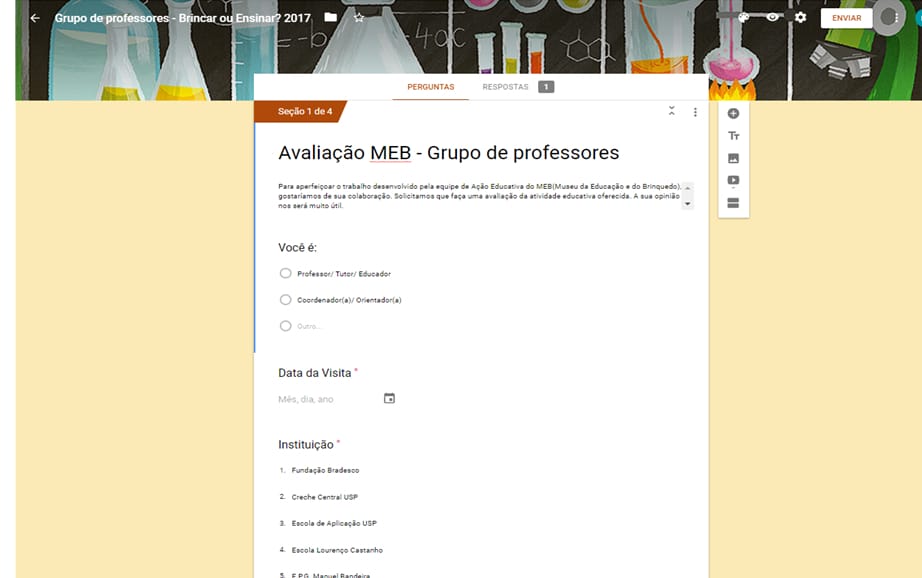 Grupo de professores - Brincar ou Ensinar? 2017
ENVIAR
=-b
-4ac
PERGUNTAS
RESPOSTAS
1
Seção 1 de 4
Avaliação MEB - Grupo de professores
Para aperfeiçoar o trabalho desenvolvido pela equipe de Ação Educativa do MEB(Museu da Educação e do Brinquedo),
gostaríamos de sua colaboração. Solicitamos que faça uma avaliação da atividade educativa oferecida. A sua opinião
nos será muito útil.
Tт
Você é:
Professor/ Tutor/ Educador
Coordenador(a)/ Orientador(a)
Outro...
Data da Visita *
Mês, dia, ano
Instituição *
1. Fundação Bradesco
2. Creche Central USP
3. Escola de Aplicação USP
4. Escola Lourenço Castanho
5. E.P.G. Manuel Bandeira